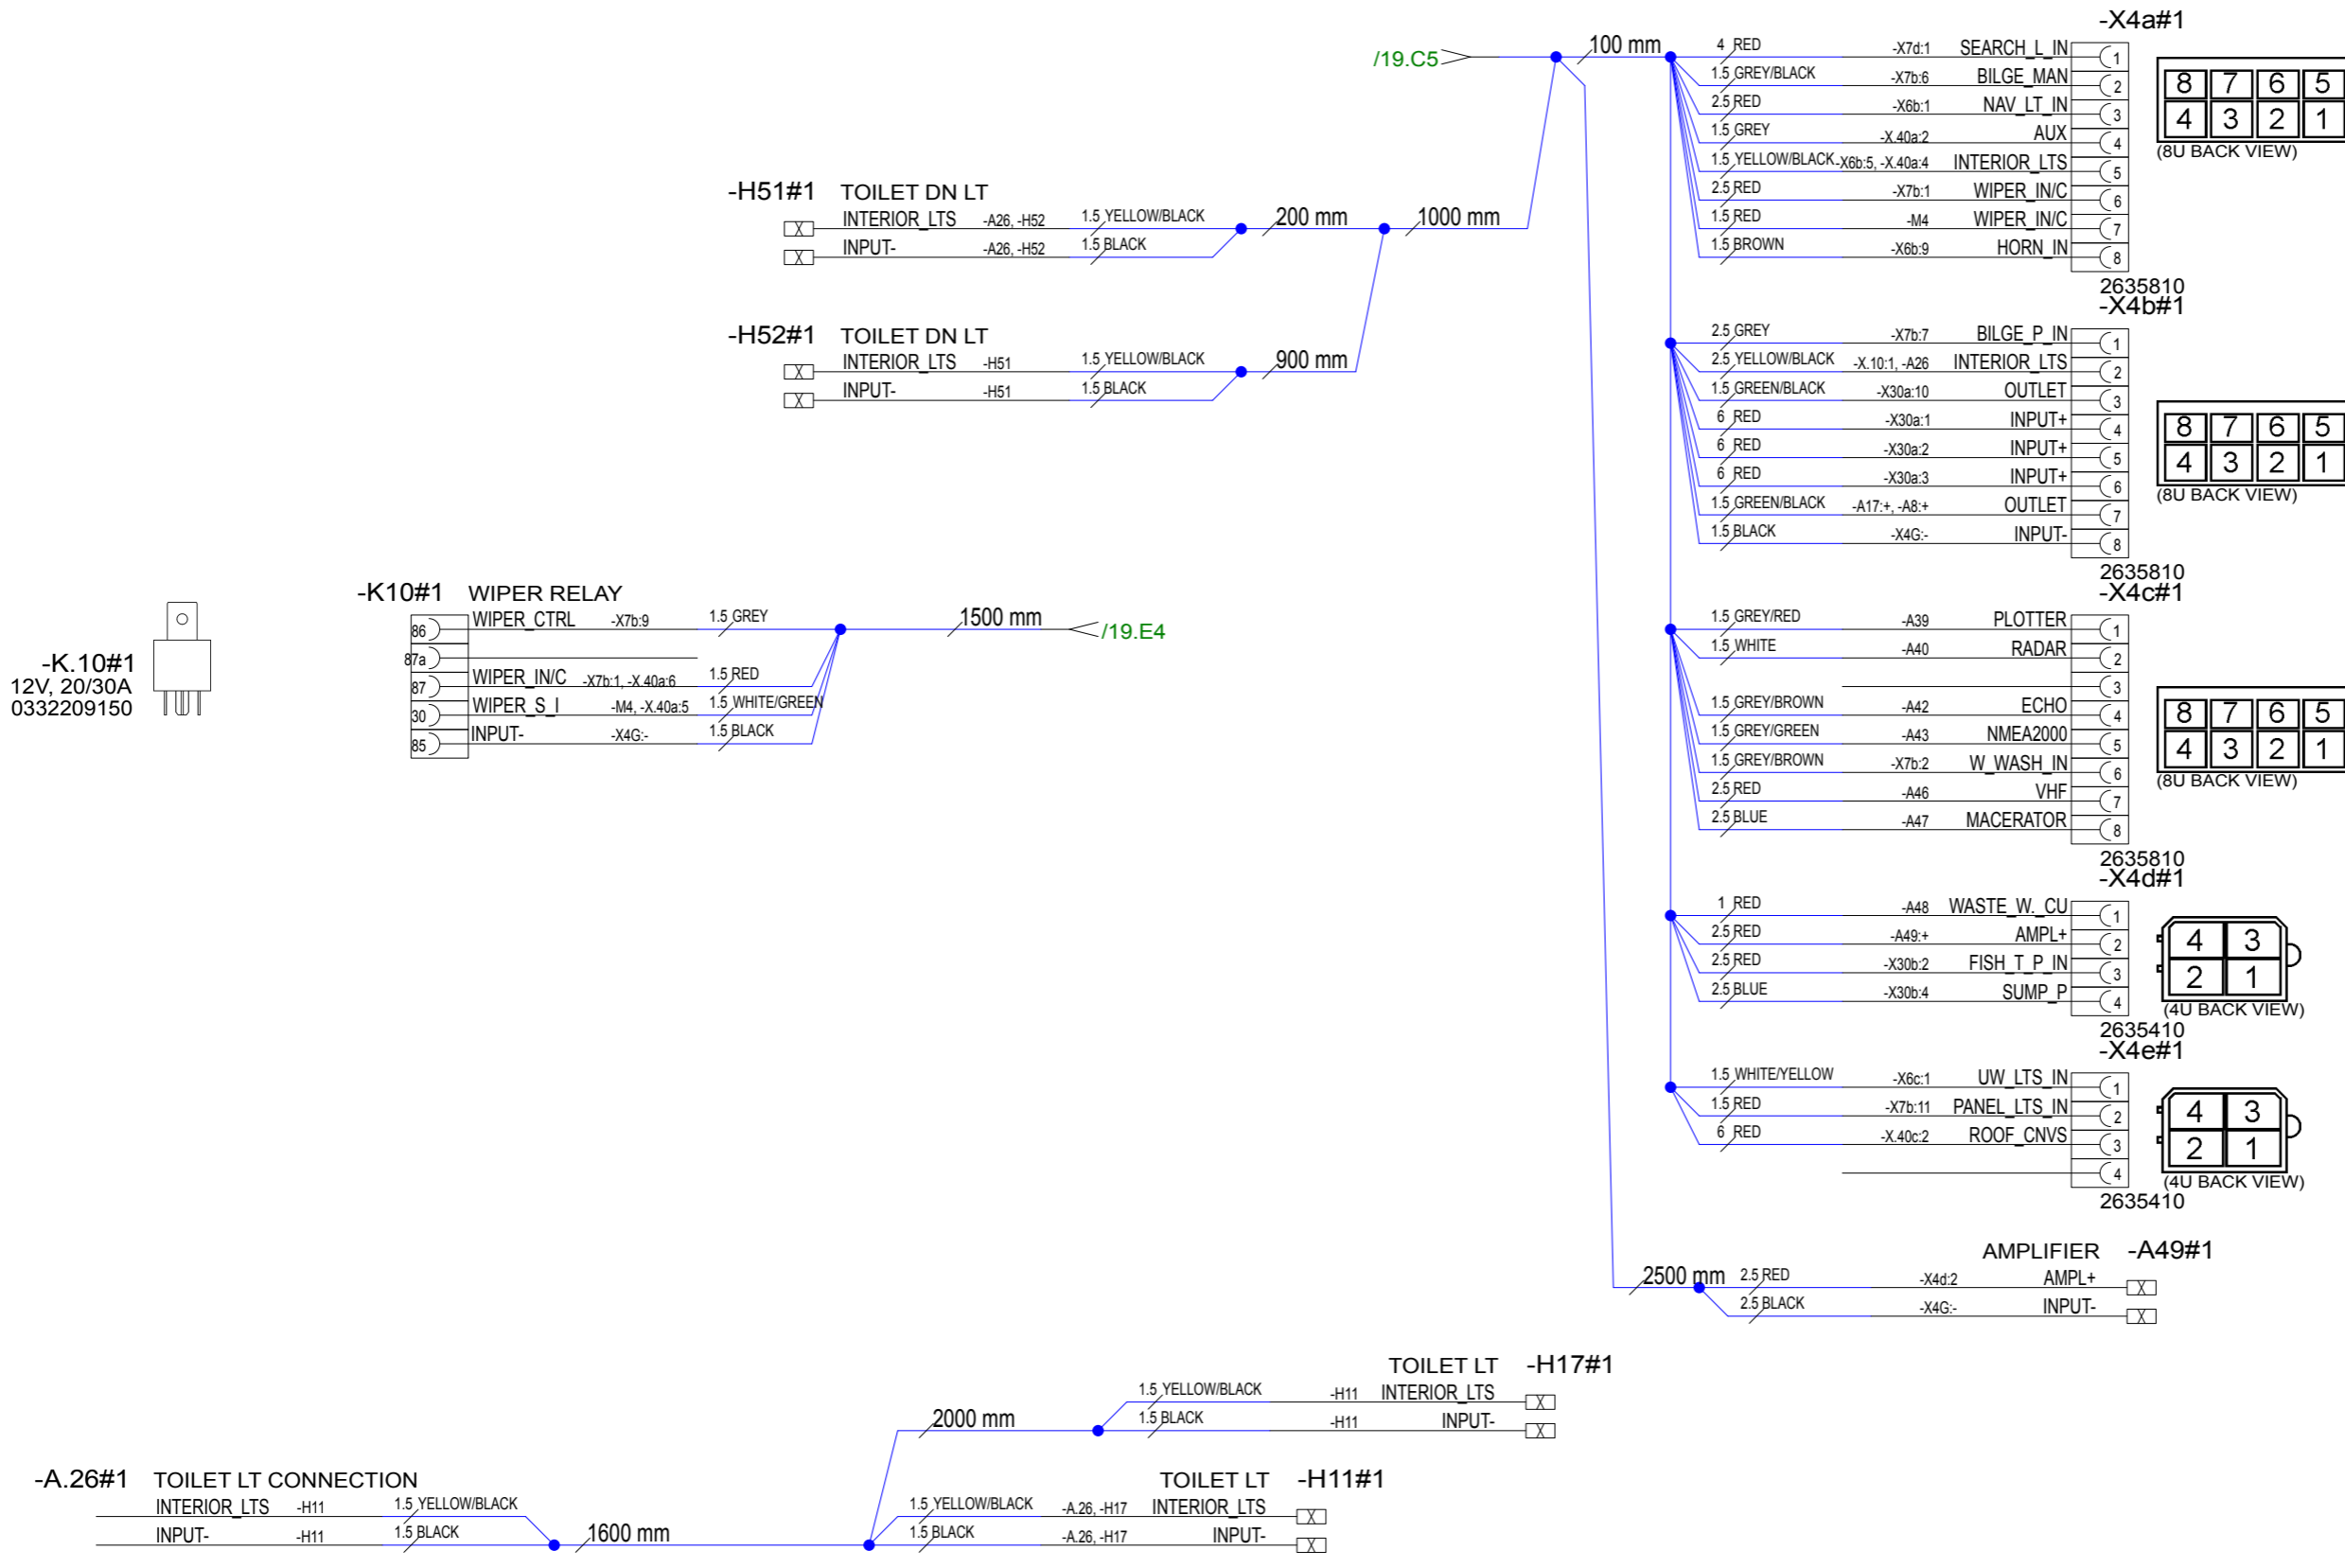 -X4a#1
/19.C5
100 mm
4 RED -X7d:1 SEARCH_L_IN 1
1.5 GREY/BLACK -X7b:6 BILGE_MAN 2
2.5 RED -X6b:1 NAV_LT_IN 3
1.5 GREY -X.40a:2 AUX 4
1.5 YELLOW/BLACK -X6b:5, -X.40a:4 INTERIOR_LTS 5
2.5 RED -X7b:1 WIPER_IN/C 6
1.5 RED -M4 WIPER_IN/C 7
1.5 BROWN -X6b:9 HORN_IN 8
2635810
8 7 6 5
4 3 2 1
(8U BACK VIEW)
-H51#1 TOILET DN LT
INTERIOR_LTS -A26, -H52 1.5 YELLOW/BLACK
INPUT- -A26, -H52 1.5 BLACK
200 mm
1000 mm
-H52#1 TOILET DN LT
INTERIOR_LTS -H51 1.5 YELLOW/BLACK
INPUT- -H51 1.5 BLACK
900 mm
-X4b#1
2.5 GREY -X7b:7 BILGE_P_IN 1
2.5 YELLOW/BLACK -X.10:1, -A26 INTERIOR_LTS 2
1.5 GREEN/BLACK -X30a:10 OUTLET 3
6 RED -X30a:1 INPUT+ 4
6 RED -X30a:2 INPUT+ 5
6 RED -X30a:3 INPUT+ 6
1.5 GREEN/BLACK -A17:+, -A8:+ OUTLET 7
1.5 BLACK -X4G:- INPUT- 8
2635810
8 7 6 5
4 3 2 1
(8U BACK VIEW)
-K.10#1
12V, 20/30A
0332209150
-K10#1 WIPER RELAY
86 WIPER_CTRL -X7b:9 1.5 GREY
87a
87 WIPER_IN/C -X7b:1, -X.40a:6 1.5 RED
30 WIPER_S_I -M4, -X.40a:5 1.5 WHITE/GREEN
85 INPUT- -X4G:- 1.5 BLACK
1500 mm
/19.E4
-X4c#1
1.5 GREY/RED -A39 PLOTTER 1
1.5 WHITE -A40 RADAR 2
3
1.5 GREY/BROWN -A42 ECHO 4
1.5 GREY/GREEN -A43 NMEA2000 5
1.5 GREY/BROWN -X7b:2 W_WASH_IN 6
2.5 RED -A46 VHF 7
2.5 BLUE -A47 MACERATOR 8
2635810
8 7 6 5
4 3 2 1
(8U BACK VIEW)
-X4d#1
1 RED -A48 WASTE_W._CU 1
2.5 RED -A49:+ AMPL+ 2
2.5 RED -X30b:2 FISH_T_P_IN 3
2.5 BLUE -X30b:4 SUMP_P 4
2635410
4 3
2 1
(4U BACK VIEW)
-X4e#1
1.5 WHITE/YELLOW -X6c:1 UW_LTS_IN 1
1.5 RED -X7b:11 PANEL_LTS_IN 2
6 RED -X.40c:2 ROOF_CNVS 3
4
2635410
4 3
2 1
(4U BACK VIEW)
AMPLIFIER -A49#1
2500 mm
2.5 RED -X4d:2 AMPL+ X
2.5 BLACK -X4G:- INPUT- X
TOILET LT -H17#1
2000 mm
1.5 YELLOW/BLACK -H11 INTERIOR_LTS X
1.5 BLACK -H11 INPUT- X
-A.26#1 TOILET LT CONNECTION
INTERIOR_LTS -H11 1.5 YELLOW/BLACK
INPUT- -H11 1.5 BLACK
1600 mm
TOILET LT -H11#1
1.5 YELLOW/BLACK -A.26, -H17 INTERIOR_LTS X
1.5 BLACK -A.26, -H17 INPUT- X